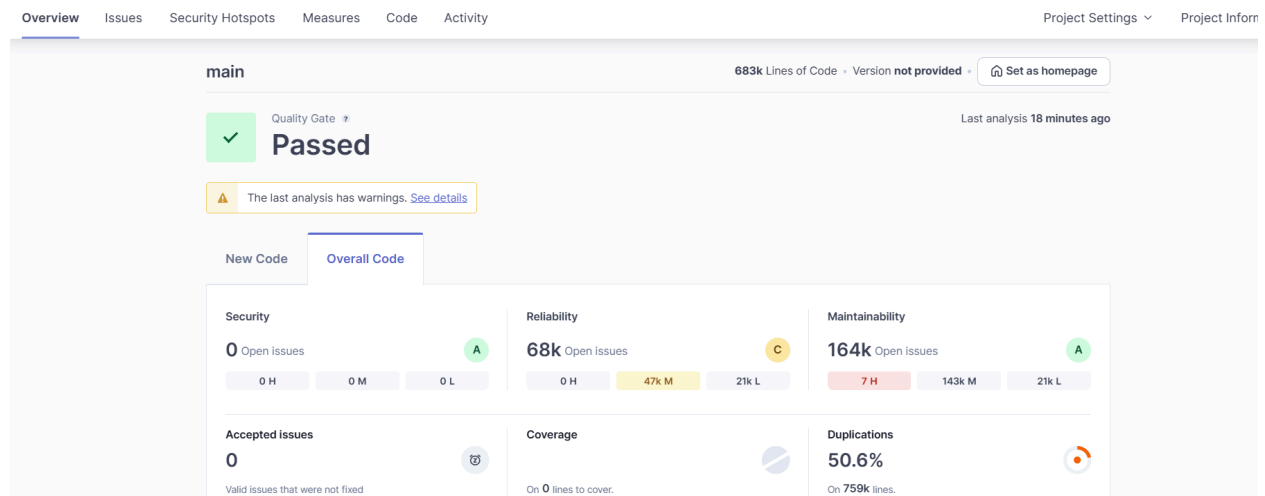 Overview Issues Security Hotspots Measures Code Activity Project Settings Project Inform
main 683k Lines of Code • Version not provided • Set as homepage
Quality Gate ?
Passed
Last analysis 18 minutes ago
The last analysis has warnings. See details
New Code Overall Code
Security Reliability Maintainability
0 Open issues A 68k Open issues C 164k Open issues A
0 H 0 M 0 L 0 H 47k M 21k L 7 H 143k M 21k L
Accepted issues Coverage Duplications
0 50.6%
Valid issues that were not fixed On 0 lines to cover. On 759k lines.